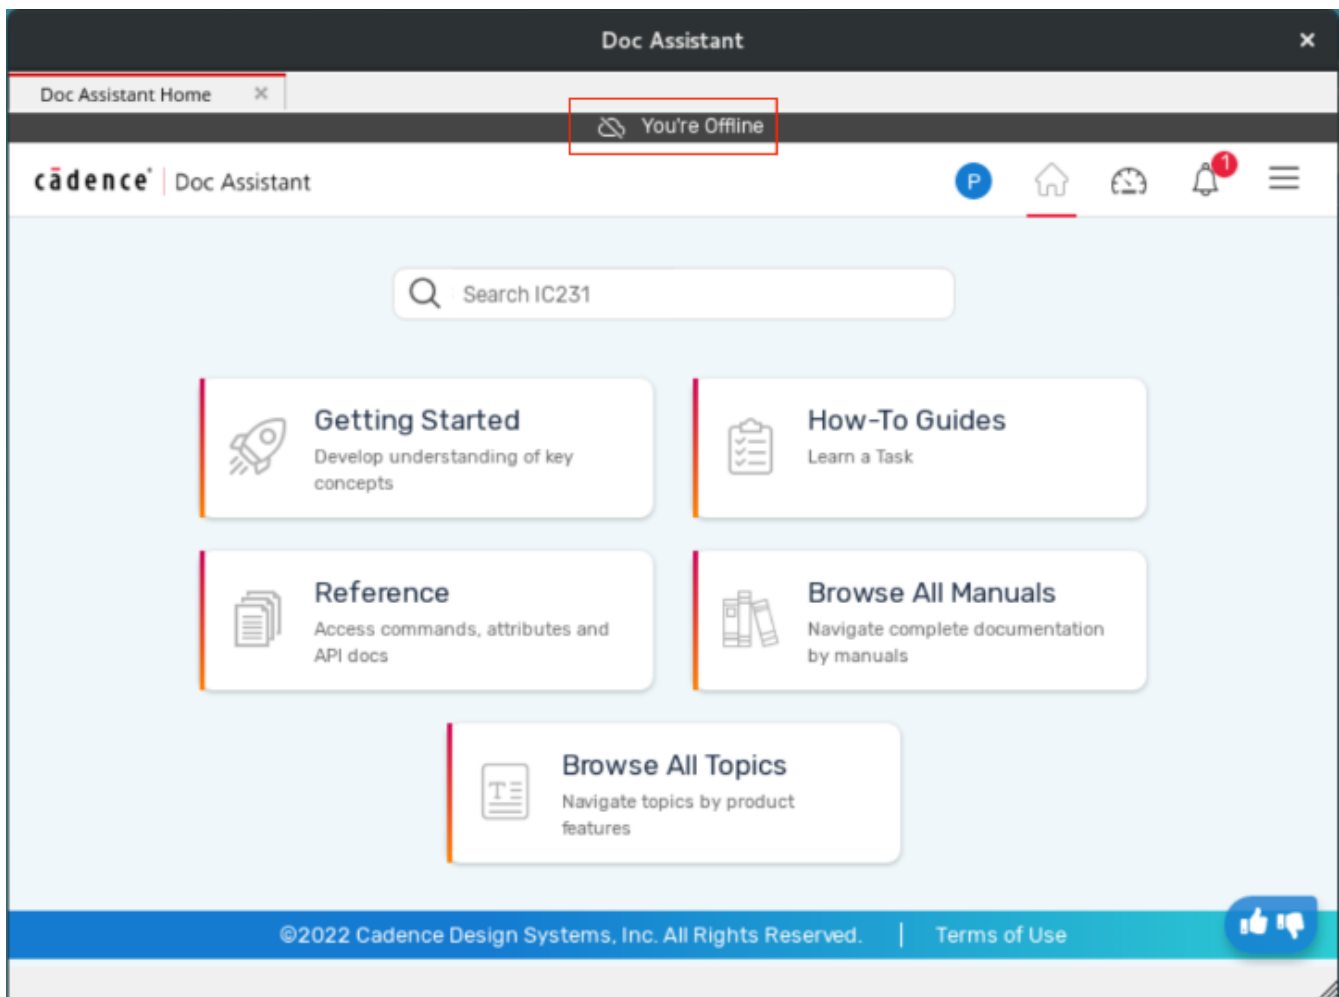 Doc Assistant
Doc Assistant Home
You're Offline
cādence® Doc Assistant
P
1
Search IC231
Getting Started
Develop understanding of key
concepts
How-To Guides
Learn a Task
Reference
Access commands, attributes and
API docs
Browse All Manuals
Navigate complete documentation
by manuals
Browse All Topics
Navigate topics by product
features
©2022 Cadence Design Systems, Inc. All Rights Reserved. | Terms of Use